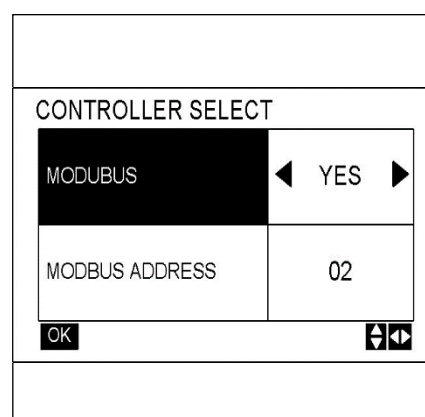 CONTROLLER SELECT
MODUBUS YES
MODBUS ADDRESS 02
OK